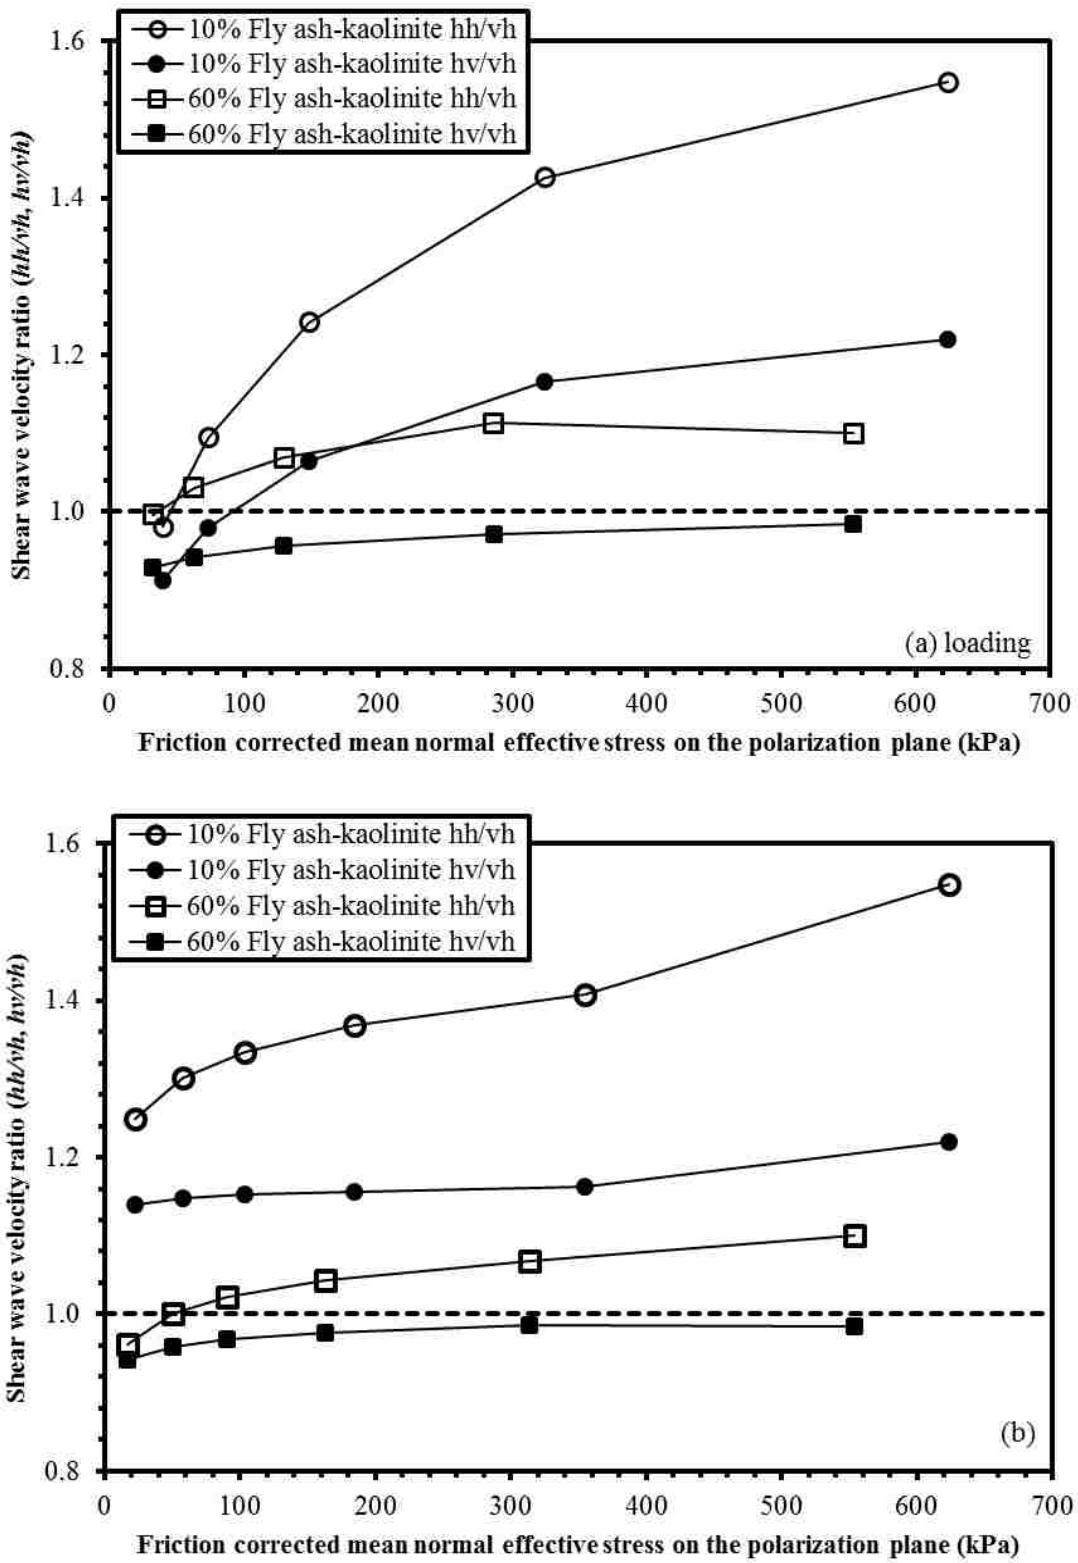 10% Fly ash-kaolinite hh/vh
10% Fly ash-kaolinite hv/vh
60% Fly ash-kaolinite hh/vh
60% Fly ash-kaolinite hv/vh
Shear wave velocity ratio (hh/vh, hv/vh)
1.6
1.4
1.2
1.0
0.8
(a) loading
0 100 200 300 400 500 600 700
Friction corrected mean normal effective stress on the polarization plane (kPa)
10% Fly ash-kaolinite hh/vh
10% Fly ash-kaolinite hv/vh
60% Fly ash-kaolinite hh/vh
60% Fly ash-kaolinite hv/vh
Shear wave velocity ratio (hh/vh, hv/vh)
1.6
1.4
1.2
1.0
0.8
(b)
0 100 200 300 400 500 600 700
Friction corrected mean normal effective stress on the polarization plane (kPa)